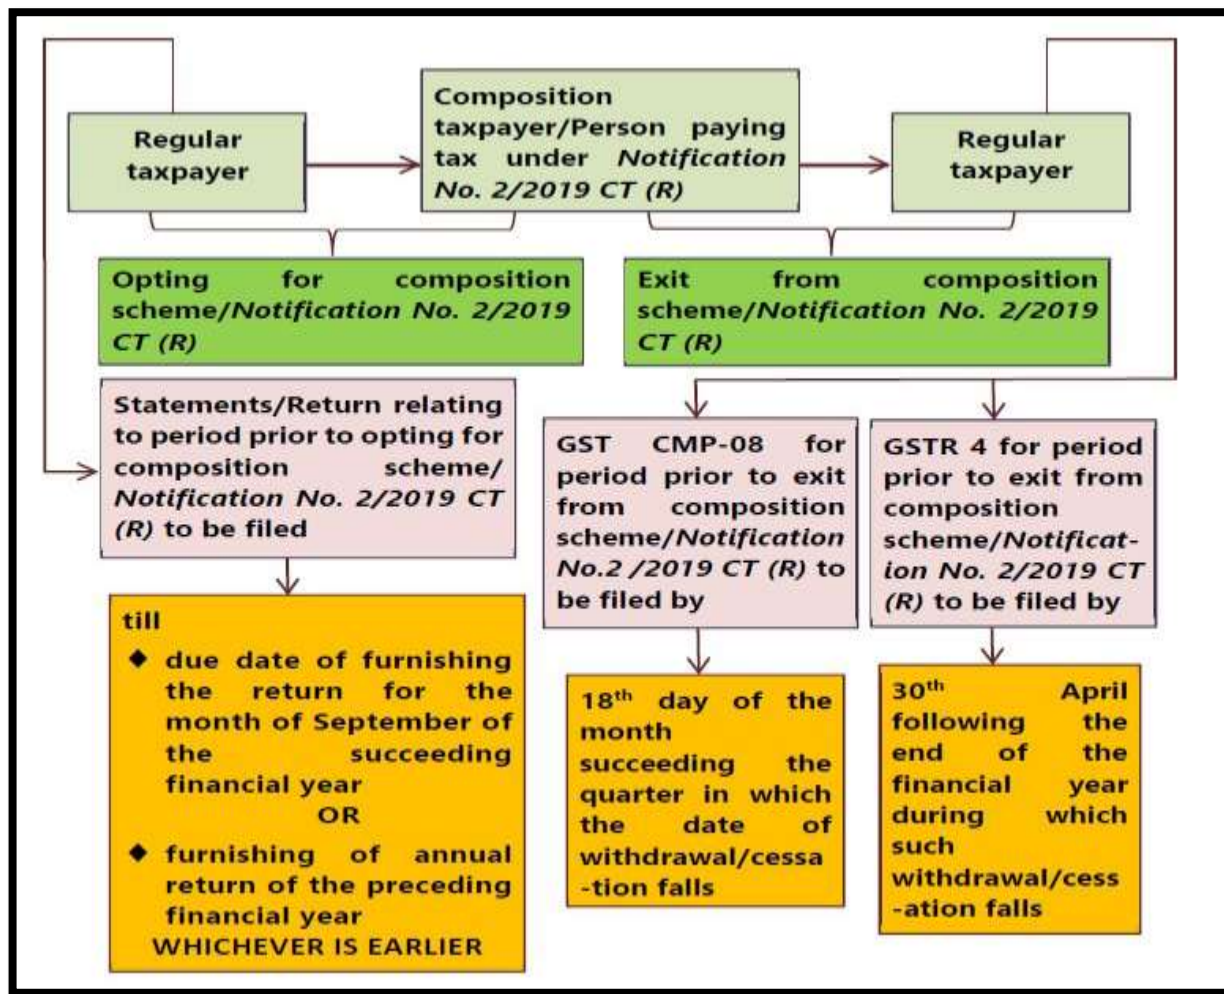 Regular
taxpayer
Composition
taxpayer/Person paying
tax under Notification
No. 2/2019 CT (R)
Regular
taxpayer
Opting for composition
scheme/Notification No. 2/2019
CT (R)
Exit from composition
scheme/Notification No. 2/2019
CT (R)
Statements/Return relating
to period prior to opting for
composition scheme/
Notification No. 2/2019 CT
(R) to be filed
GST CMP-08 for
period prior to exit
from composition
scheme/Notification
No.2 /2019 CT (R) to
be filed by
GSTR 4 for period
prior to exit from
composition
scheme/Notificat-
ion No. 2/2019 CT
(R) to be filed by
till
◆ due date of furnishing
the return for the
month of September of
the succeeding
financial year
OR
◆ furnishing of annual
return of the preceding
financial year
WHICHEVER IS EARLIER
18th day of the
month
succeeding the
quarter in which
the date of
withdrawal/cessa
-tion falls
30th April
following the
end of the
financial year
during which
such
withdrawal/cess
-ation falls